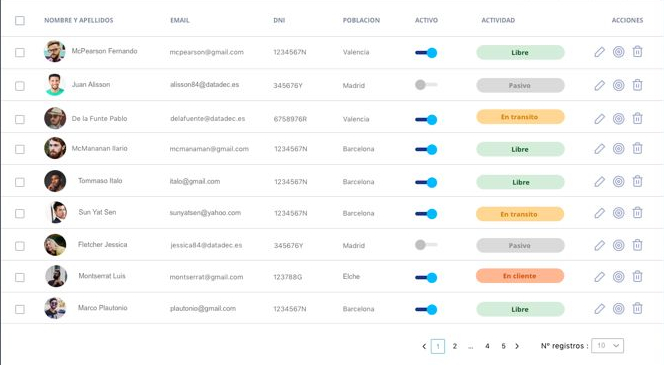 NOMBRE Y APELLIDOS EMAIL DNI POBLACION ACTIVO ACTIVIDAD ACCIONES
McPearson Fernando mcpearson@gmail.com 1234567N Valencia Libre
Juan Alisson alisson84@datadec.es 345676Y Madrid Pasivo
De la Funte Pablo delafuente@datadec.es 6758976R Valencia En transito
McMananan Ilario mcmanaman@gmail.com 1234567N Barcelona Libre
Tommaso Italo italo@gmail.com 1234567N Barcelona Libre
Sun Yat Sen sunyatsen@yahoo.com 1234567N Barcelona En transito
Fletcher Jessica jessica84@datadec.es 345676Y Madrid Pasivo
Montserrat Luis montserrat@gmail.com 123788G Elche En cliente
Marco Plautonio plautonio@gmail.com 1234567N Barcelona Libre
< 1 2 ... 4 5 > Nº registros : 10